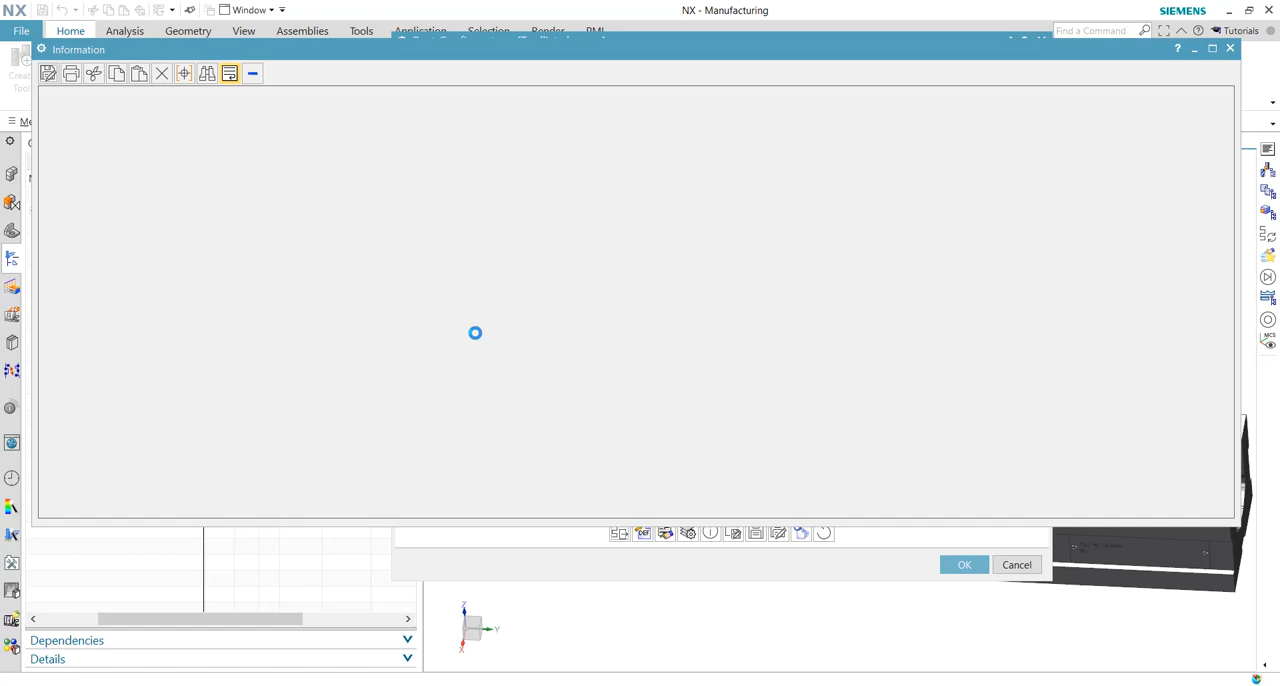 NX
Window
NX - Manufacturing
SIEMENS
File
Home
Analysis
Geometry
View
Assemblies
Tools
Application
Selection
Render
PMI
Find a Command
Tutorials
Information
OK
Cancel
Z
Y
X
MCS
Dependencies
Details